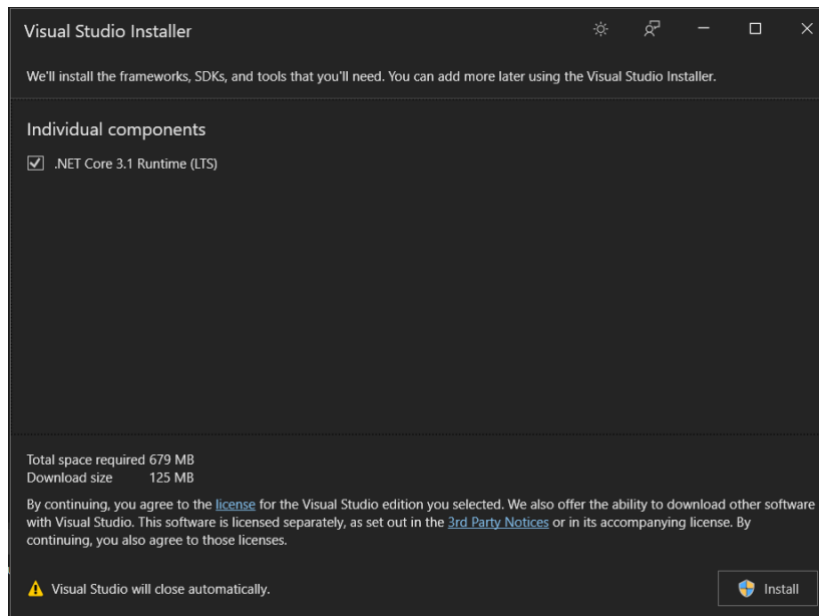 Visual Studio Installer
We'll install the frameworks, SDKs, and tools that you'll need. You can add more later using the Visual Studio Installer.
Individual components
.NET Core 3.1 Runtime (LTS)
Total space required 679 MB
Download size 125 MB
By continuing, you agree to the license for the Visual Studio edition you selected. We also offer the ability to download other software
with Visual Studio. This software is licensed separately, as set out in the 3rd Party Notices or in its accompanying license. By
continuing, you also agree to those licenses.
Visual Studio will close automatically.
Install